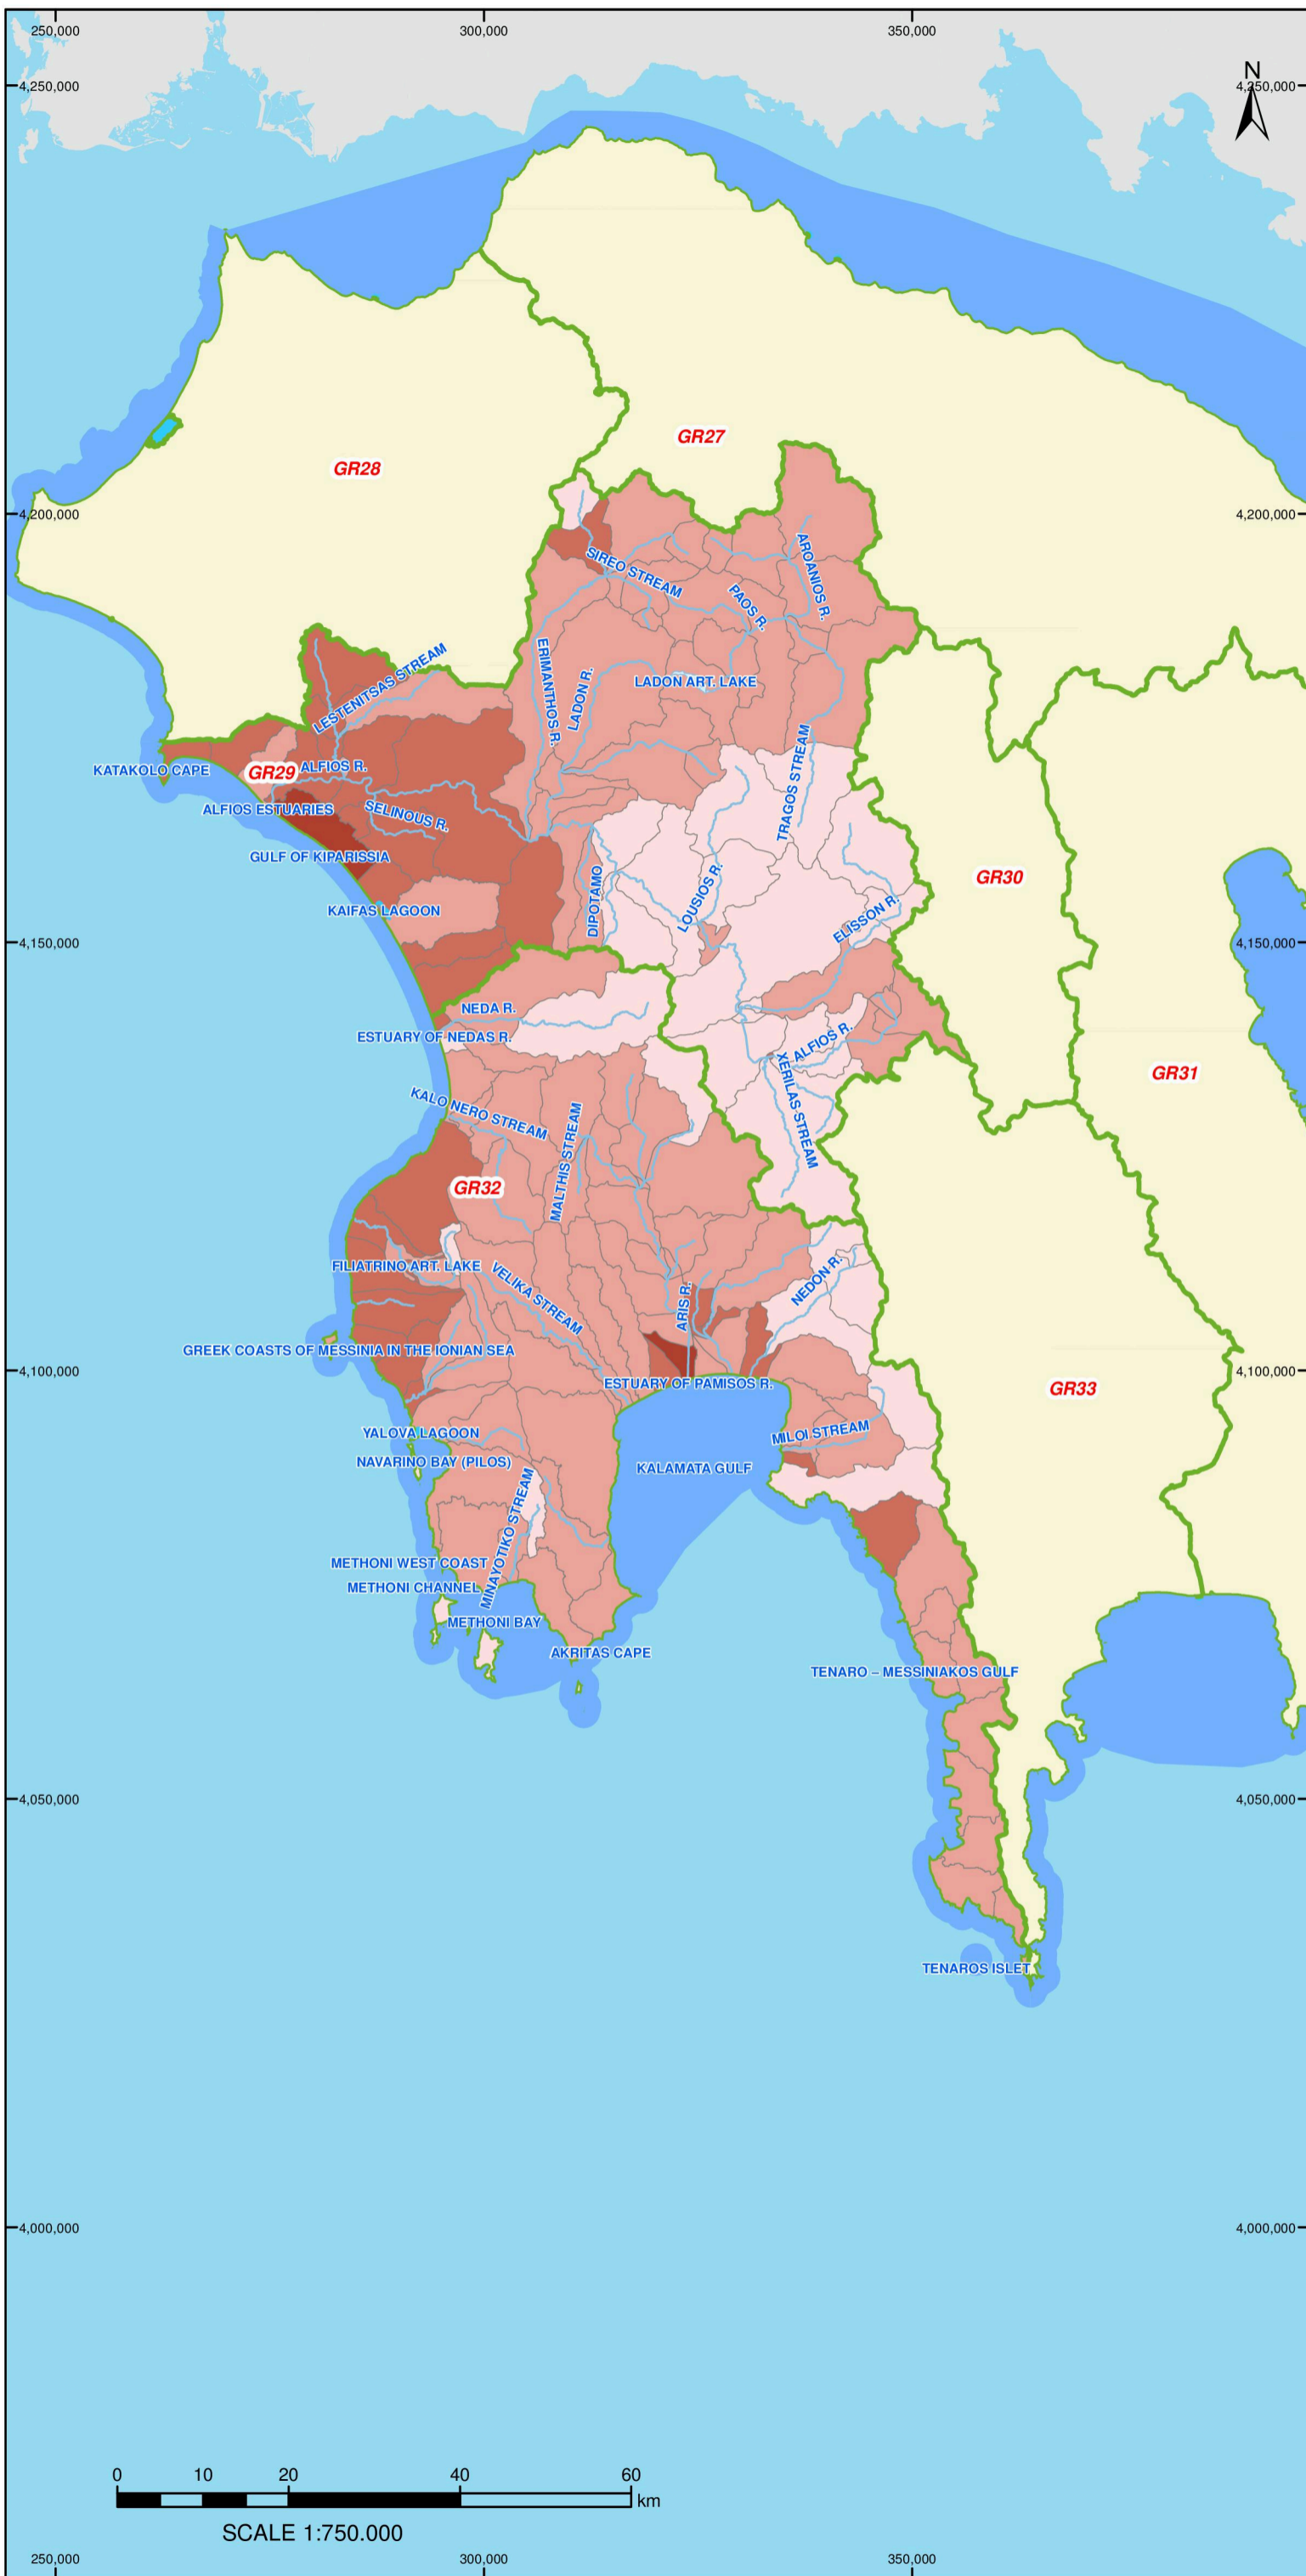 250,000
300,000
350,000
N
4,250,000
4,250,000
GR27
GR28
4,200,000
4,200,000
SIREO STREAM
AROANIOS R.
PAOS R.
ERIMANTHOS R.
LADON R.
LADON ART. LAKE
LESTENITSAS STREAM
TRAGOS STREAM
KATAKOLO CAPE
GR29
ALFIOS R.
ALFIOS ESTUARIES
SELINOUS R.
GULF OF KIPARISSIA
GR30
DIPOTAMO
LOUSIOS R.
KAIFAS LAGOON
ELISSON R.
4,150,000
4,150,000
NEDA R.
ESTUARY OF NEDAS R.
ALFIOS R.
GR31
XERILAS STREAM
KALO NERO STREAM
MALTHIS STREAM
GR32
FILIATRINO ART. LAKE
VELIKA STREAM
NEDON R.
ARIS R.
GREEK COASTS OF MESSINIA IN THE IONIAN SEA
4,100,000
4,100,000
ESTUARY OF PAMISOS R.
GR33
YALOVA LAGOON
MILOI STREAM
NAVARINO BAY (PILOS)
KALAMATA GULF
MINAYOTIKO STREAM
METHONI WEST COAST
METHONI CHANNEL
METHONI BAY
AKRITAS CAPE
TENARO – MESSINIAKOS GULF
4,050,000
4,050,000
TENAROS ISLET
4,000,000
4,000,000
0 10 20 40 60
km
SCALE 1:750.000
250,000
300,000
350,000